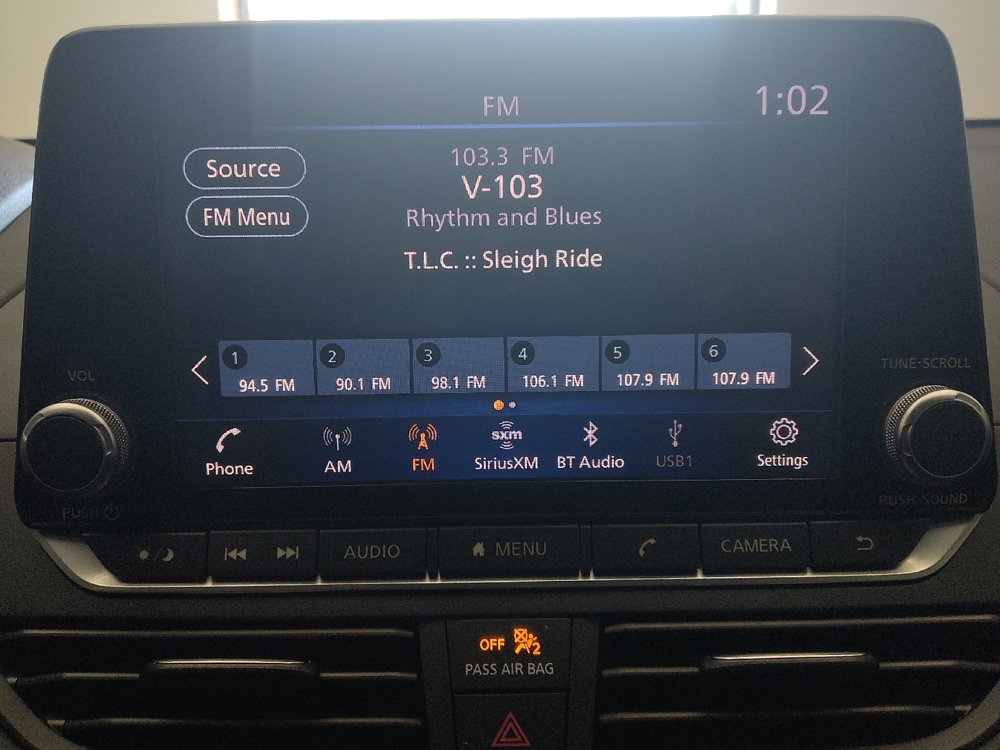 FM
1:02
Source
FM Menu
103.3 FM
V-103
Rhythm and Blues
T.L.C. :: Sleigh Ride
1
94.5 FM
2
90.1 FM
3
98.1 FM
4
106.1 FM
5
107.9 FM
6
107.9 FM
VOL
TUNE·SCROLL
Phone
AM
FM
sxm
SiriusXM
BT Audio
USB1
Settings
PUSH
PUSH SOUND
AUDIO
MENU
CAMERA
OFF
2
PASS AIR BAG